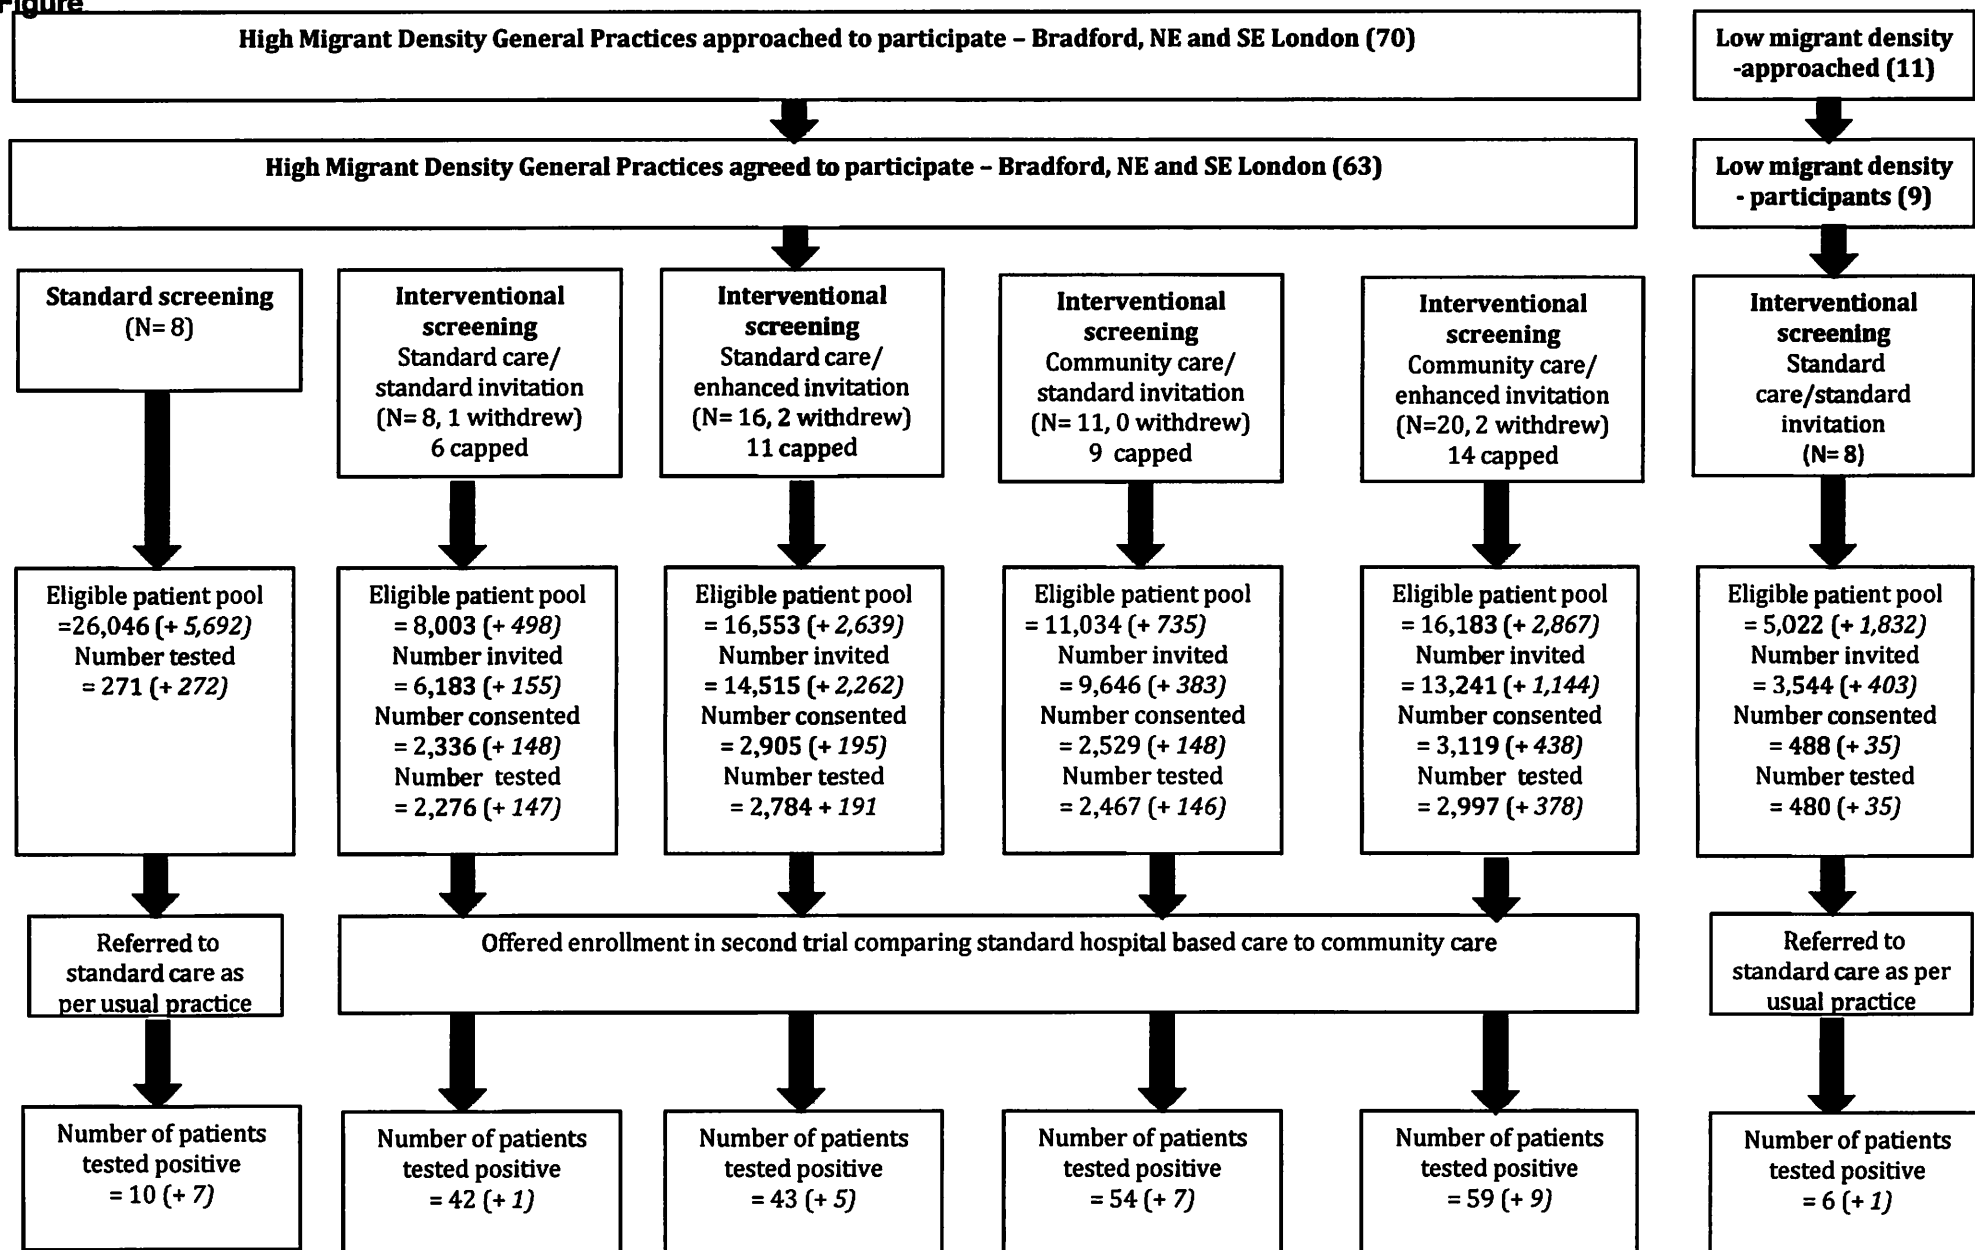 Figure
High Migrant Density General Practices approached to participate – Bradford, NE and SE London (70)
Low migrant density
-approached (11)
High Migrant Density General Practices agreed to participate – Bradford, NE and SE London (63)
Low migrant density
- participants (9)
Standard screening
(N= 8)
Interventional
screening
Standard care/
standard invitation
(N= 8, 1 withdrew)
6 capped
Interventional
screening
Standard care/
enhanced invitation
(N= 16, 2 withdrew)
11 capped
Interventional
screening
Community care/
standard invitation
(N= 11, 0 withdrew)
9 capped
Interventional
screening
Community care/
enhanced invitation
(N=20, 2 withdrew)
14 capped
Interventional
screening
Standard
care/standard
invitation
(N= 8)
Eligible patient pool
=26,046 (+ 5,692)
Number tested
= 271 (+ 272)
Eligible patient pool
= 8,003 (+ 498)
Number invited
= 6,183 (+ 155)
Number consented
= 2,336 (+ 148)
Number tested
= 2,276 (+ 147)
Eligible patient pool
= 16,553 (+ 2,639)
Number invited
= 14,515 (+ 2,262)
Number consented
= 2,905 (+ 195)
Number tested
= 2,784 + 191
Eligible patient pool
= 11,034 (+ 735)
Number invited
= 9,646 (+ 383)
Number consented
= 2,529 (+ 148)
Number tested
= 2,467 (+ 146)
Eligible patient pool
= 16,183 (+ 2,867)
Number invited
= 13,241 (+ 1,144)
Number consented
= 3,119 (+ 438)
Number tested
= 2,997 (+ 378)
Eligible patient pool
= 5,022 (+ 1,832)
Number invited
= 3,544 (+ 403)
Number consented
= 488 (+ 35)
Number tested
= 480 (+ 35)
Referred to
standard care as
per usual practice
Offered enrollment in second trial comparing standard hospital based care to community care
Referred to
standard care as per
usual practice
Number of patients
tested positive
= 10 (+ 7)
Number of patients
tested positive
= 42 (+ 1)
Number of patients
tested positive
= 43 (+ 5)
Number of patients
tested positive
= 54 (+ 7)
Number of patients
tested positive
= 59 (+ 9)
Number of patients
tested positive
= 6 (+ 1)